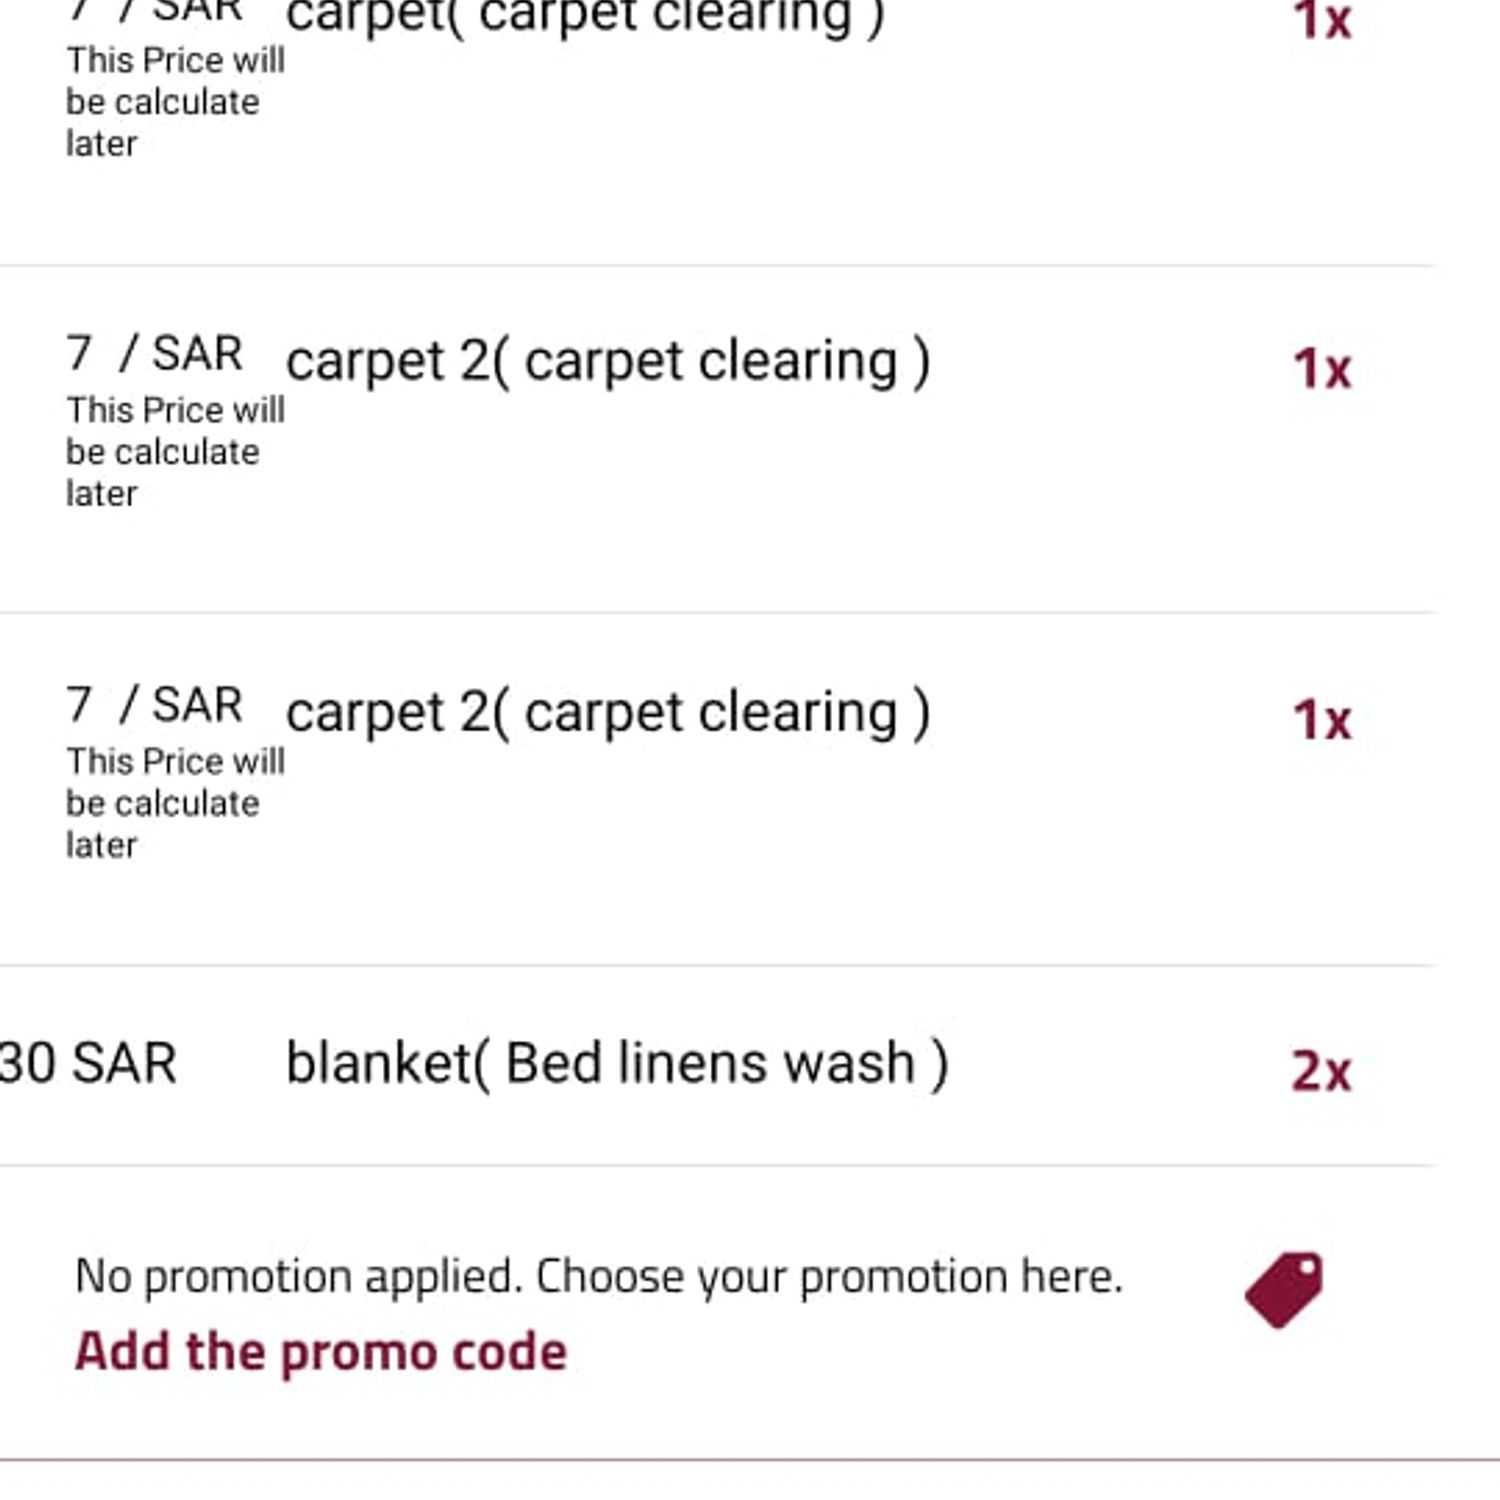 7 / SAR carpet( carpet clearing ) 1x
This Price will
be calculate
later
7 / SAR carpet 2( carpet clearing ) 1x
This Price will
be calculate
later
7 / SAR carpet 2( carpet clearing ) 1x
This Price will
be calculate
later
30 SAR blanket( Bed linens wash ) 2x
No promotion applied. Choose your promotion here.
Add the promo code